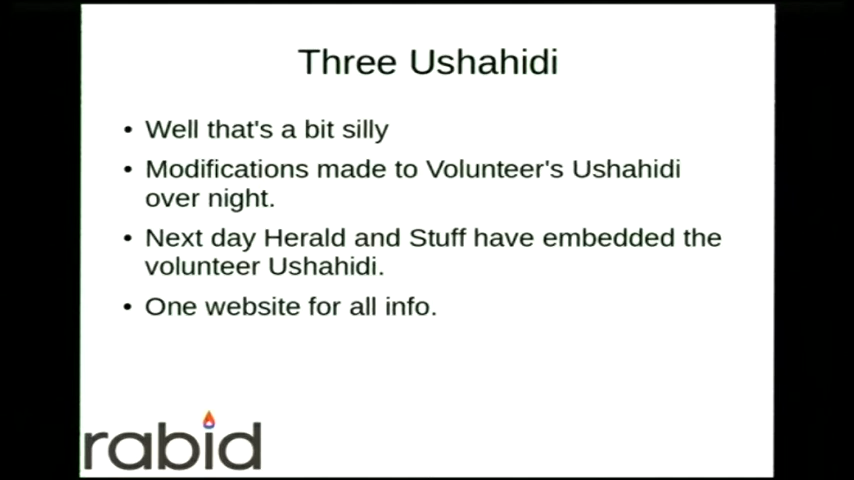 Three Ushahidi
• Well that's a bit silly
• Modifications made to Volunteer's Ushahidi
over night.
• Next day Herald and Stuff have embedded the
volunteer Ushahidi.
• One website for all info.
rabid